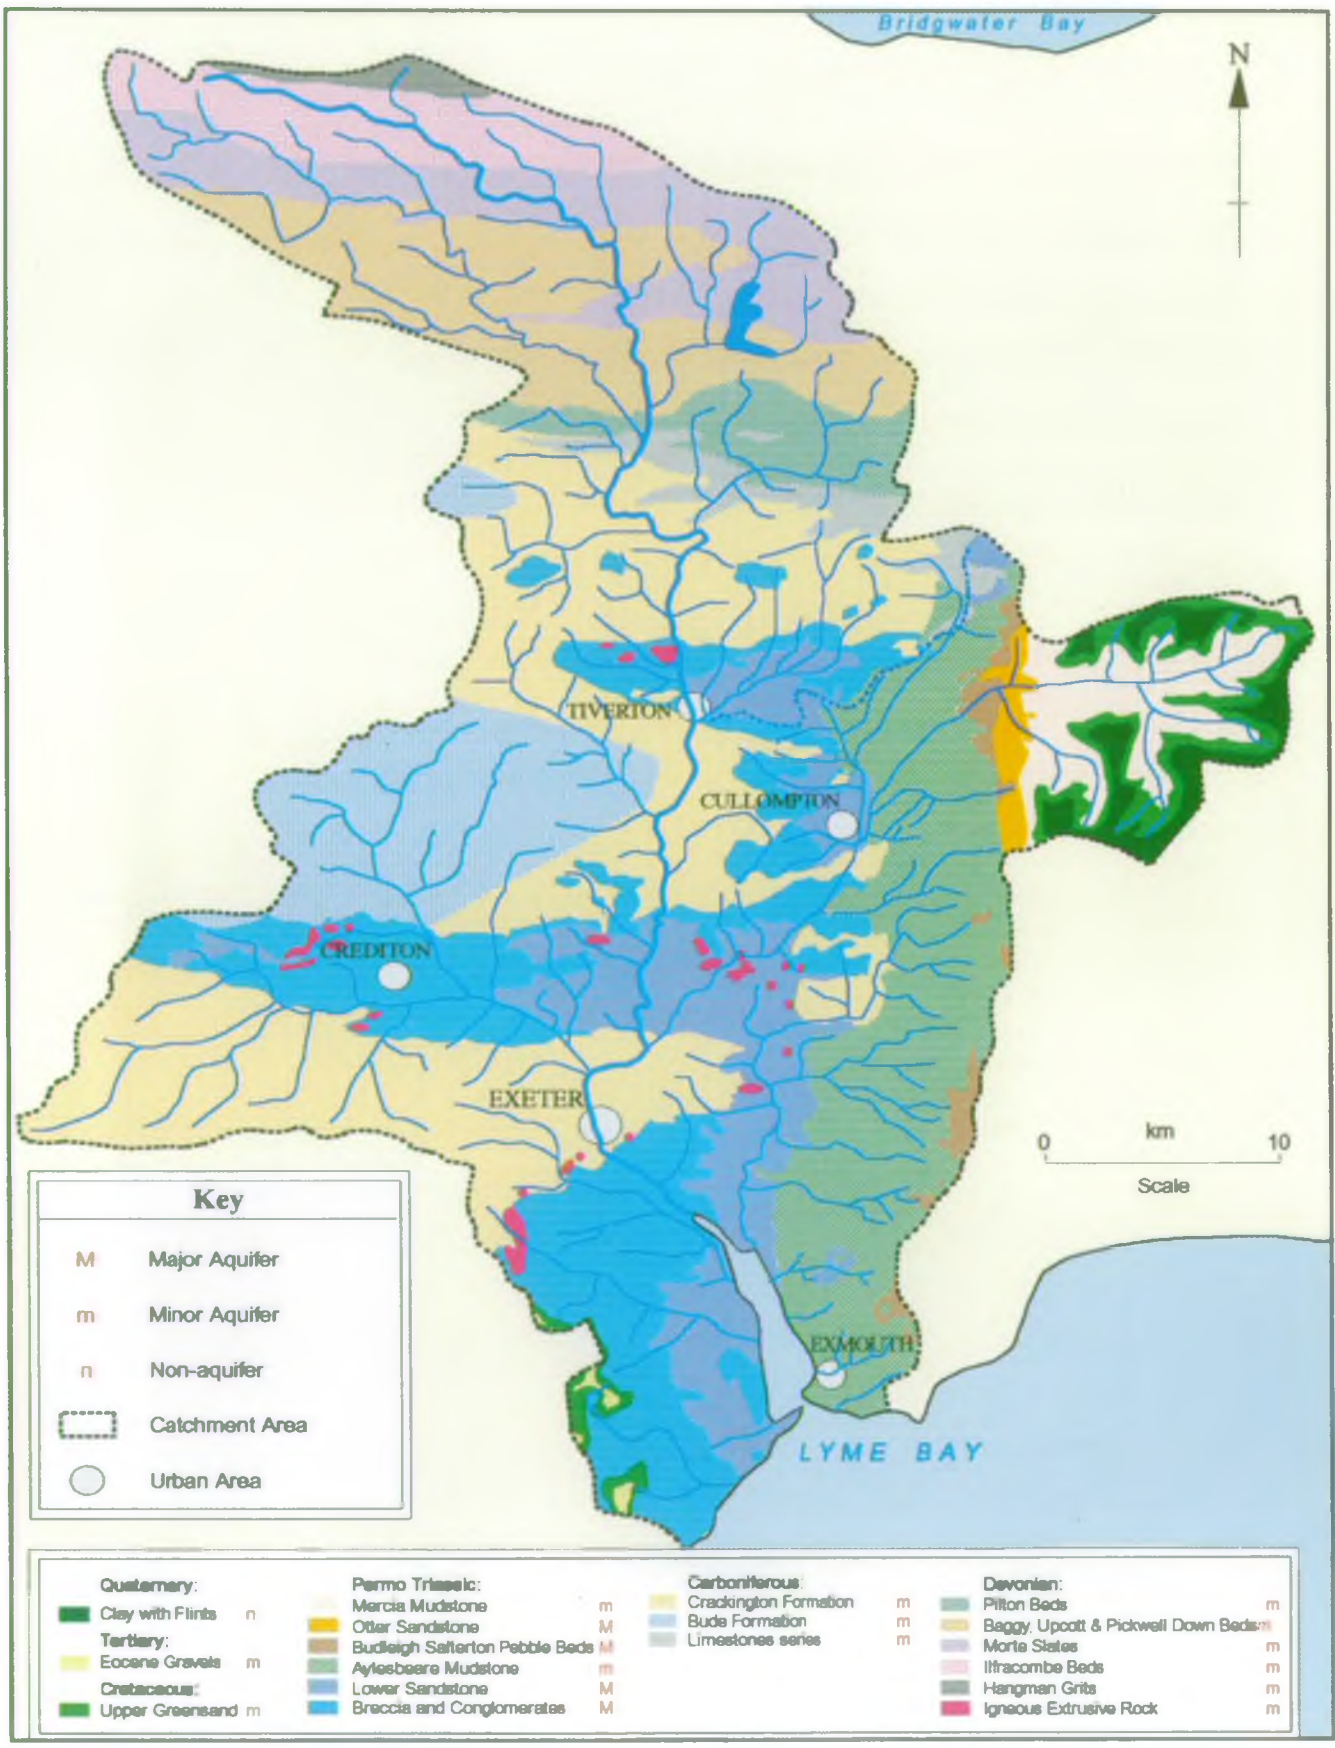 Bridgwater Bay
N
TIVERTON
CULLOMPTON
CREDITON
EXETER
0 km 10
Scale
EXMOUTH
LYME BAY
Key
M Major Aquifer
m Minor Aquifer
n Non-aquifer
Catchment Area
Urban Area
Quaternary:
Clay with Flints n
Tertiary:
Eocene Gravels m
Cretaceous:
Upper Greensand m
Permo Triassic:
Mercia Mudstone m
Otter Sandstone M
Budleigh Salterton Pebble Beds M
Aylesbeare Mudstone m
Lower Sandstone M
Breccia and Conglomerates M
Carboniferous:
Crackington Formation m
Bude Formation m
Limestones series m
Devonian:
Pilton Beds m
Baggy, Upcott & Pickwell Down Beds m
Morte Slates m
Ilfracombe Beds m
Hangman Grits m
Igneous Extrusive Rock m